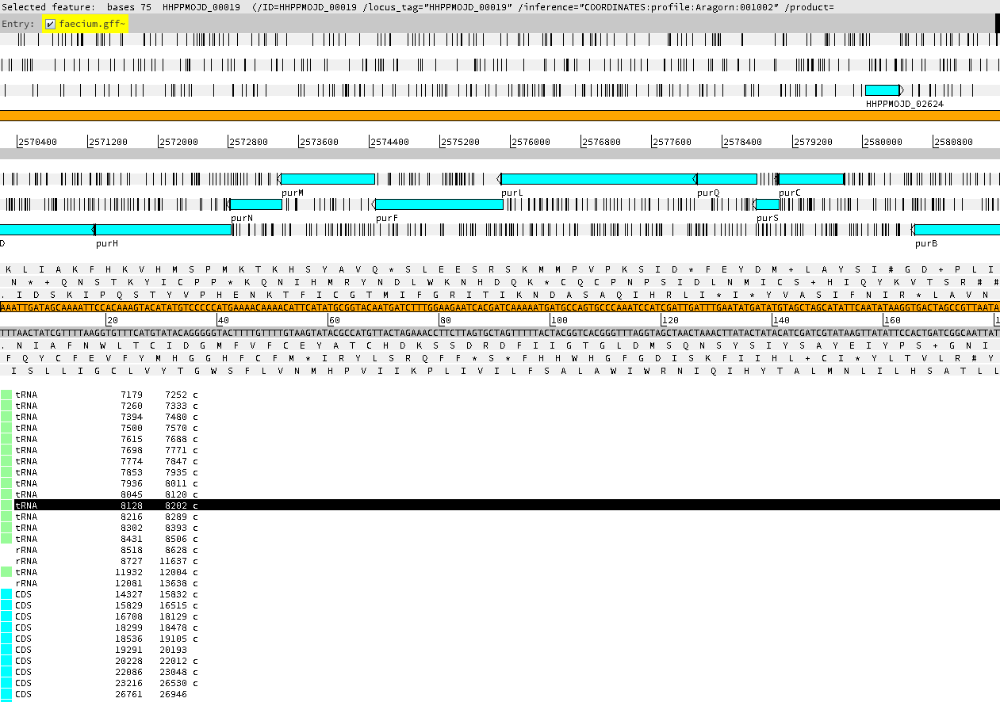 Selected feature:  bases 75  HHPPMOJD_00019  (/ID=HHPPMOJD_00019 /locus_tag="HHPPMOJD_00019" /inference="COORDINATES:profile:Aragorn:001002" /product=
Entry: faecium.gff~
HHPPMOJD_02624
2570400 2571200 2572000 2572800 2573600 2574400 2575200 2576000 2576800 2577600 2578400 2579200 2580000 2580800
purM purL purQ purC
purN purF purS
D purH purB
K L I A K F H K V H M S P M K T K H S Y A V Q * S L E E S R S K M M P V P K S I D * F E Y D M + L A Y S I # G D + P L I
N * + Q N S T K Y I C P P * K Q N I H M R Y N D L W K N H D Q K * C Q C P N P S I D L N M I C S + H I Q Y K V T S R # #
. I D S K I P Q S T Y V P H E N K T F I C G T M I F G R I T I K N D A S A Q I H R L I * I * Y V A S I F N I R * L A V N
AAATTGATAGCAAAATTCCACAAAGTACATATGTCCCCCATGAAAACAAAACATTCATATGCGGTACAATGATCTTTGGAAGAATCACGATCAAAAATGATGCCAGTGCCCAAATCCATCGATTGATTTGAATATGATATGTAGCTAGCATATTCAATATAAGGTGACTAGCCGTTAATA
20 40 60 80 100 120 140 160 1
TTTAACTATCGTTTTAAGGTGTTTCATGTATACAGGGGGTACTTTTGTTTTGTAAGTATACGCCATGTTACTAGAAACCTTCTTAGTGCTAGTTTTTACTACGGTCACGGGTTTAGGTAGCTAACTAAACTTATACTATACATCGATCGTATAAGTTATATTCCACTGATCGGCAATTAT
. N I A F N W L T C I D G M F V F C E Y A T C H D K S S D R D F I I G T G L D M S Q N S Y S I Y S A Y E I Y P S + G N I
F Q Y C F E V F Y M H G G H F C F M * I R Y L S R Q F F * S * F H H W H G F G D I S K F I I H L + C I * Y L T V L R # Y
I S L L I G C L V Y T G W S F L V N M H P V I I K P L I V I L F S A L A W I W R N I Q I H Y T A L M N L I L H S A T L L
tRNA 7179 7252 c
tRNA 7260 7333 c
tRNA 7394 7480 c
tRNA 7500 7570 c
tRNA 7615 7688 c
tRNA 7698 7771 c
tRNA 7774 7847 c
tRNA 7853 7935 c
tRNA 7936 8011 c
tRNA 8045 8120 c
tRNA 8128 8202 c
tRNA 8216 8289 c
tRNA 8302 8393 c
tRNA 8431 8506 c
rRNA 8518 8628 c
rRNA 8727 11637 c
tRNA 11932 12004 c
rRNA 12081 13638 c
CDS 14327 15832 c
CDS 15829 16515 c
CDS 16708 18129 c
CDS 18299 18478 c
CDS 18536 19105 c
CDS 19291 20193
CDS 20228 22012 c
CDS 22086 23048 c
CDS 23216 26530 c
CDS 26761 26946